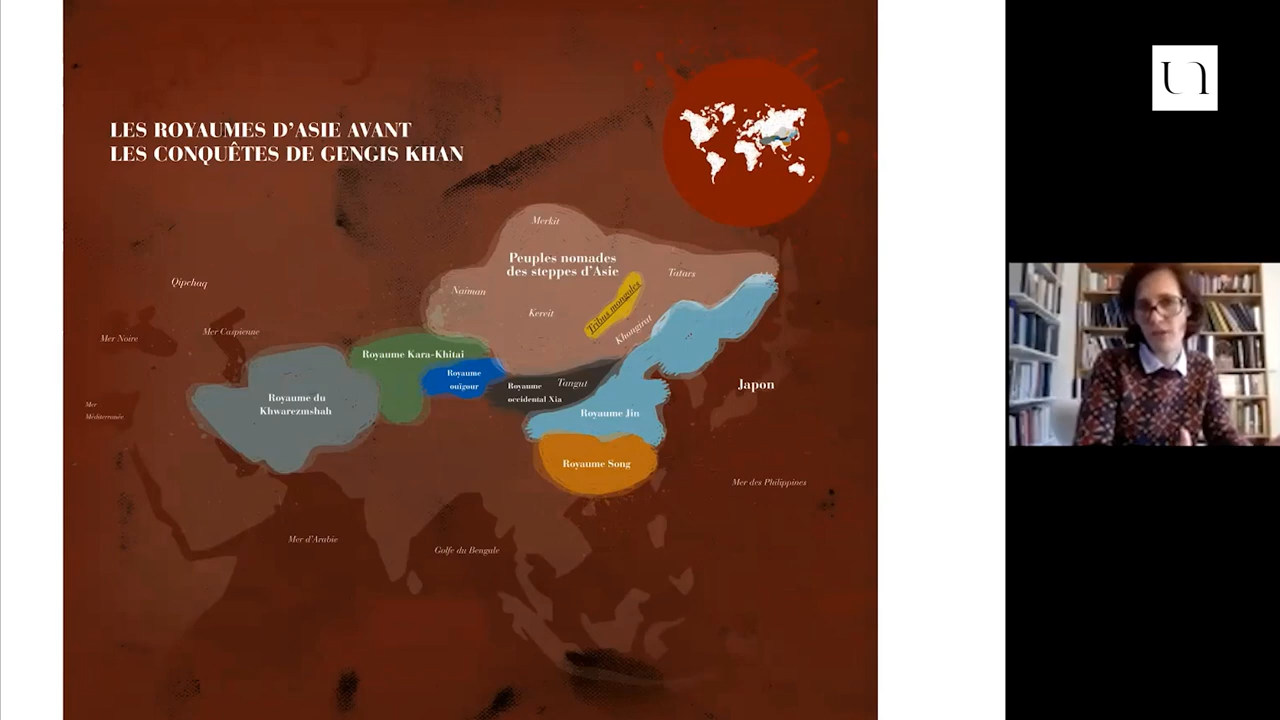 LES ROYAUMES D’ASIE AVANT
LES CONQUÊTES DE GENGIS KHAN
Merkit
Peuples nomades
des steppes d’Asie
Tatars
Qipchaq
Naïman
Tribus mongoles
Kereit
Khongirat
Mer Noire
Mer Caspienne
Royaume Kara-Khitai
Royaume
ouïgour
Royaume
occidental Xia
Tangut
Japon
Royaume du
Khwarezmshah
Mer
Méditerranée
Royaume Jin
Royaume Song
Mer des Philippines
Mer d’Arabie
Golfe du Bengale